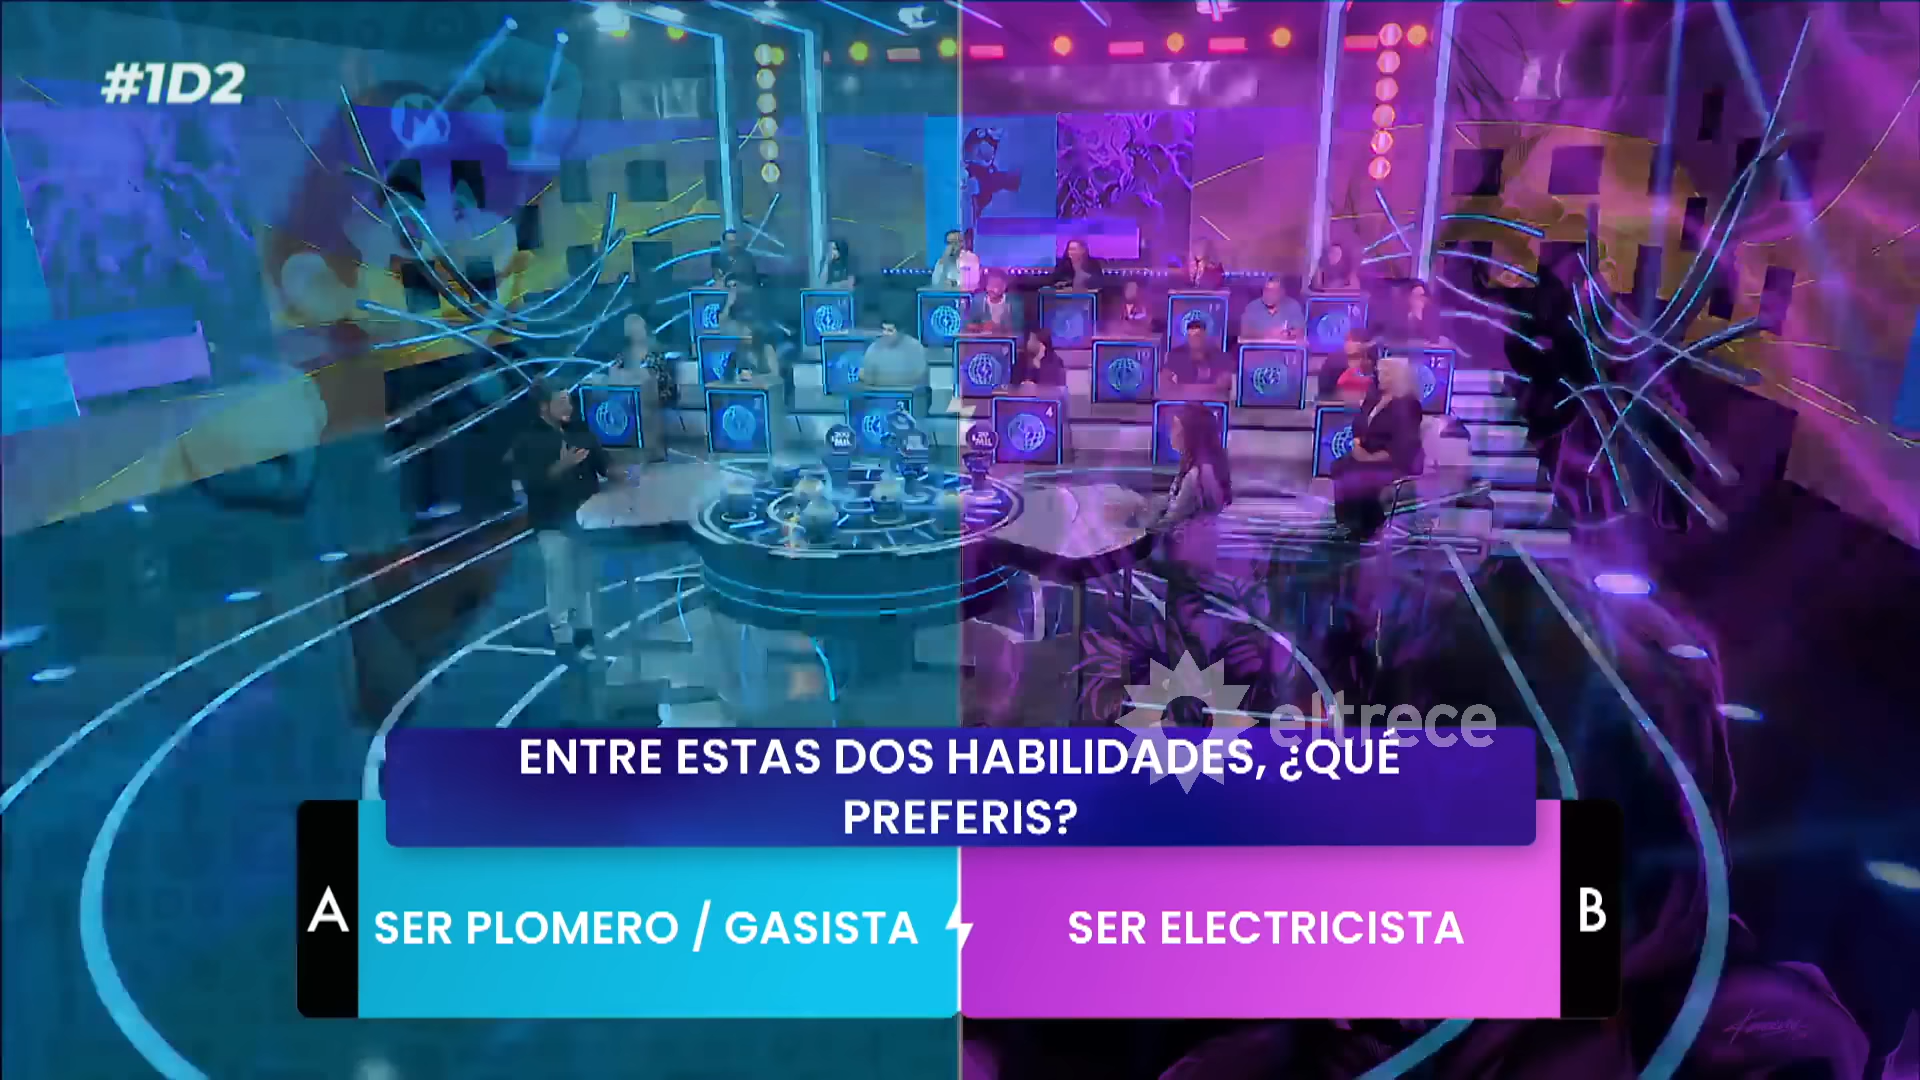 #1D2
eltrece
ENTRE ESTAS DOS HABILIDADES, ¿QUÉ
PREFERIS?
A
SER PLOMERO / GASISTA
SER ELECTRICISTA
B